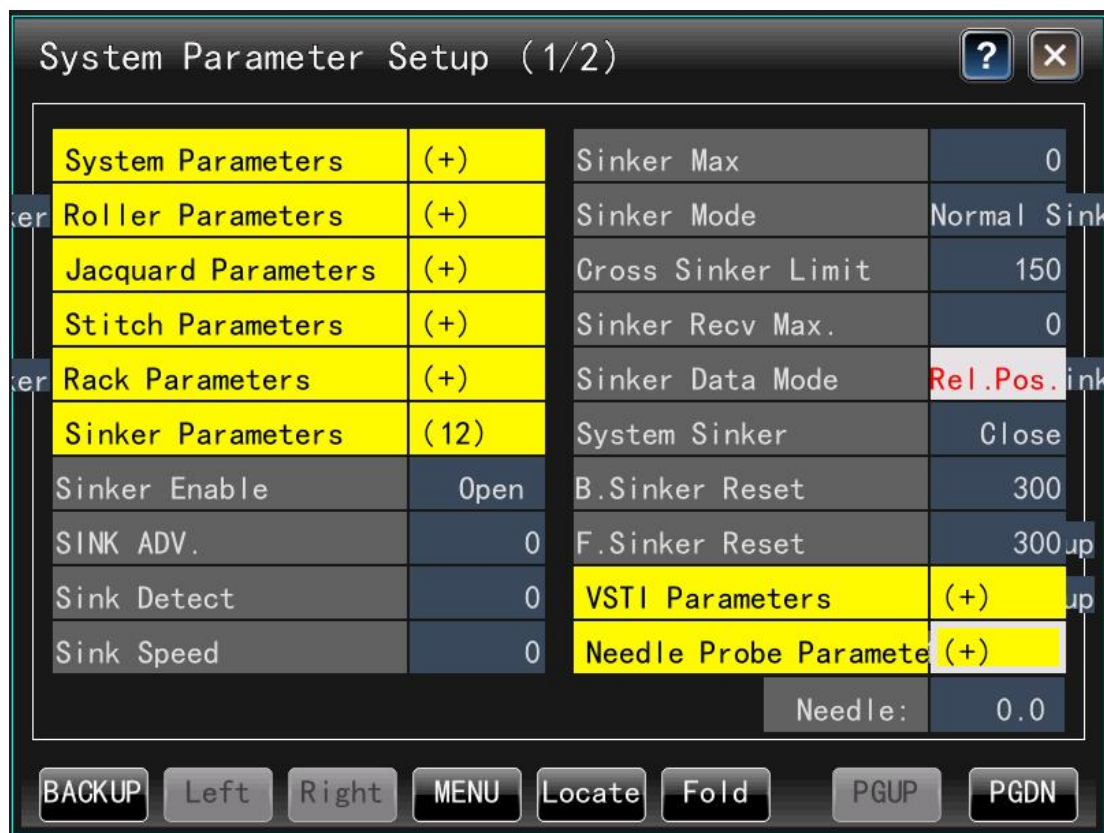 System Parameter Setup (1/2)
?
×
System Parameters (+)
Roller Parameters (+)
Jacquard Parameters (+)
Stitch Parameters (+)
Rack Parameters (+)
Sinker Parameters (12)
Sinker Enable Open
SINK ADV. 0
Sink Detect 0
Sink Speed 0
Sinker Max 0
Sinker Mode Normal Sink
Cross Sinker Limit 150
Sinker Recv Max. 0
Sinker Data Mode Rel.Pos.
System Sinker Close
B.Sinker Reset 300
F.Sinker Reset 300
VSTI Parameters (+)
Needle Probe Paramete (+)
Needle: 0.0
BACKUP Left Right MENU Locate Fold PGUP PGDN